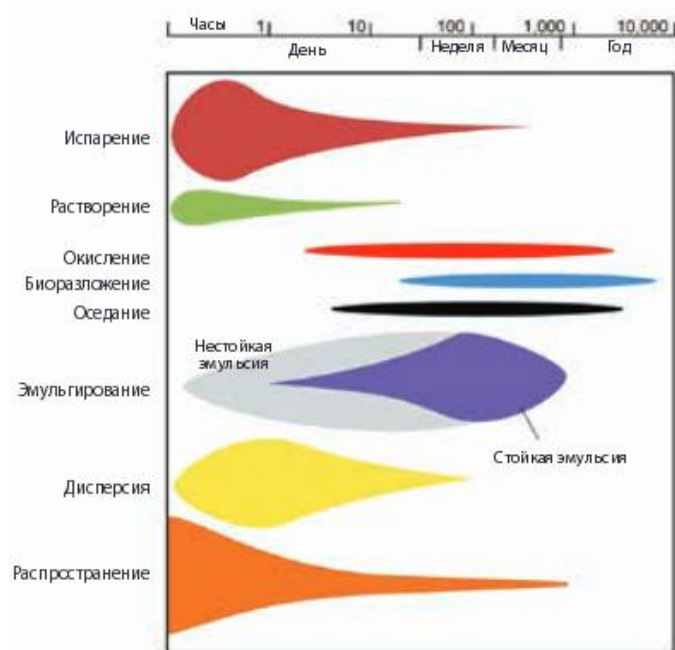 Часы 1 10 100 1,000 10,000
День Неделя Месяц Год
Испарение
Растворение
Окисление
Биоразложение
Оседание
Нестойкая
эмульсия
Эмульгирование
Стойкая эмульсия
Дисперсия
Распространение